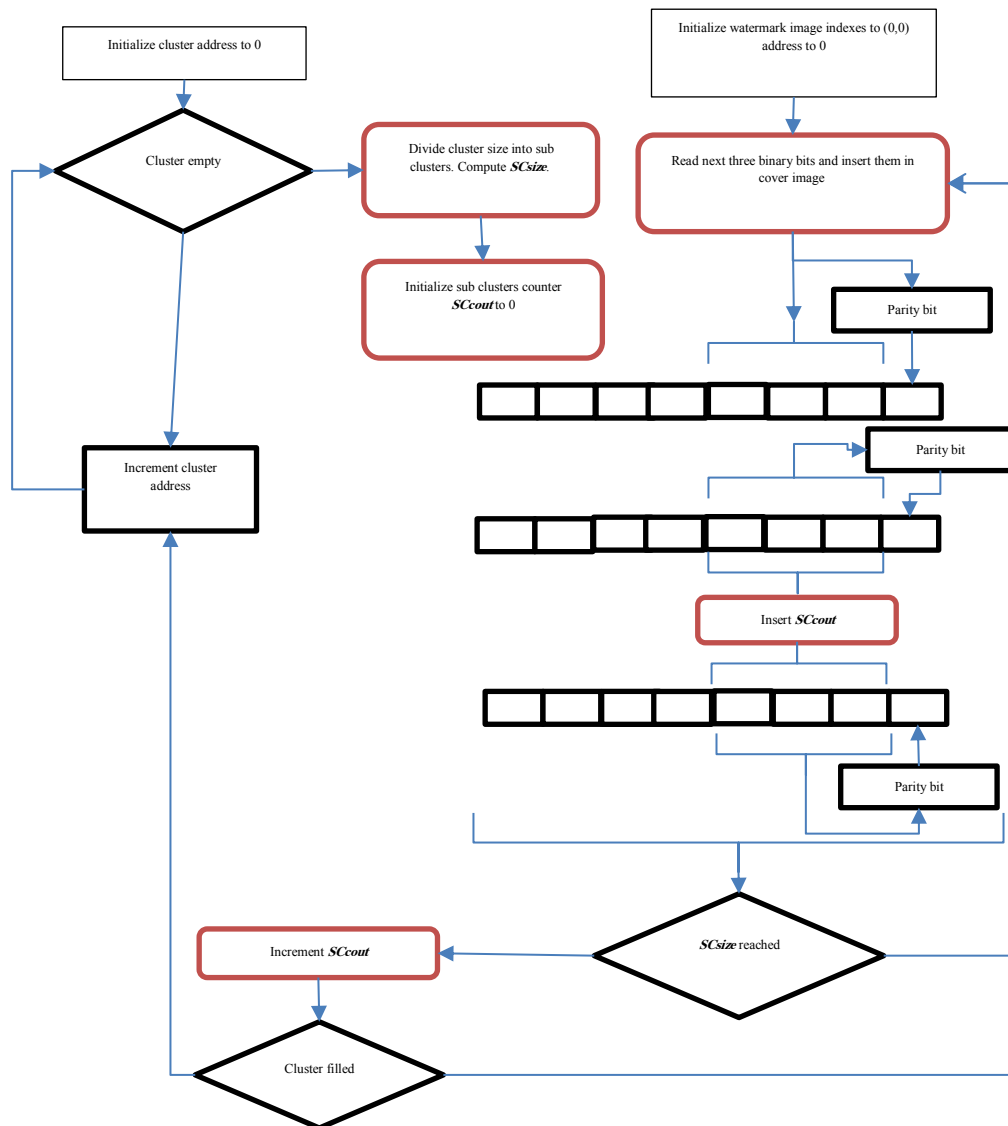 Initialize cluster address to 0
Initialize watermark image indexes to (0,0)
address to 0
Cluster empty
Divide cluster size into sub
clusters. Compute SCsize.
Read next three binary bits and insert them in
cover image
Initialize sub clusters counter
SCcout to 0
Parity bit
Parity bit
Increment cluster
address
Insert SCcout
Parity bit
SCsize reached
Increment SCcout
Cluster filled